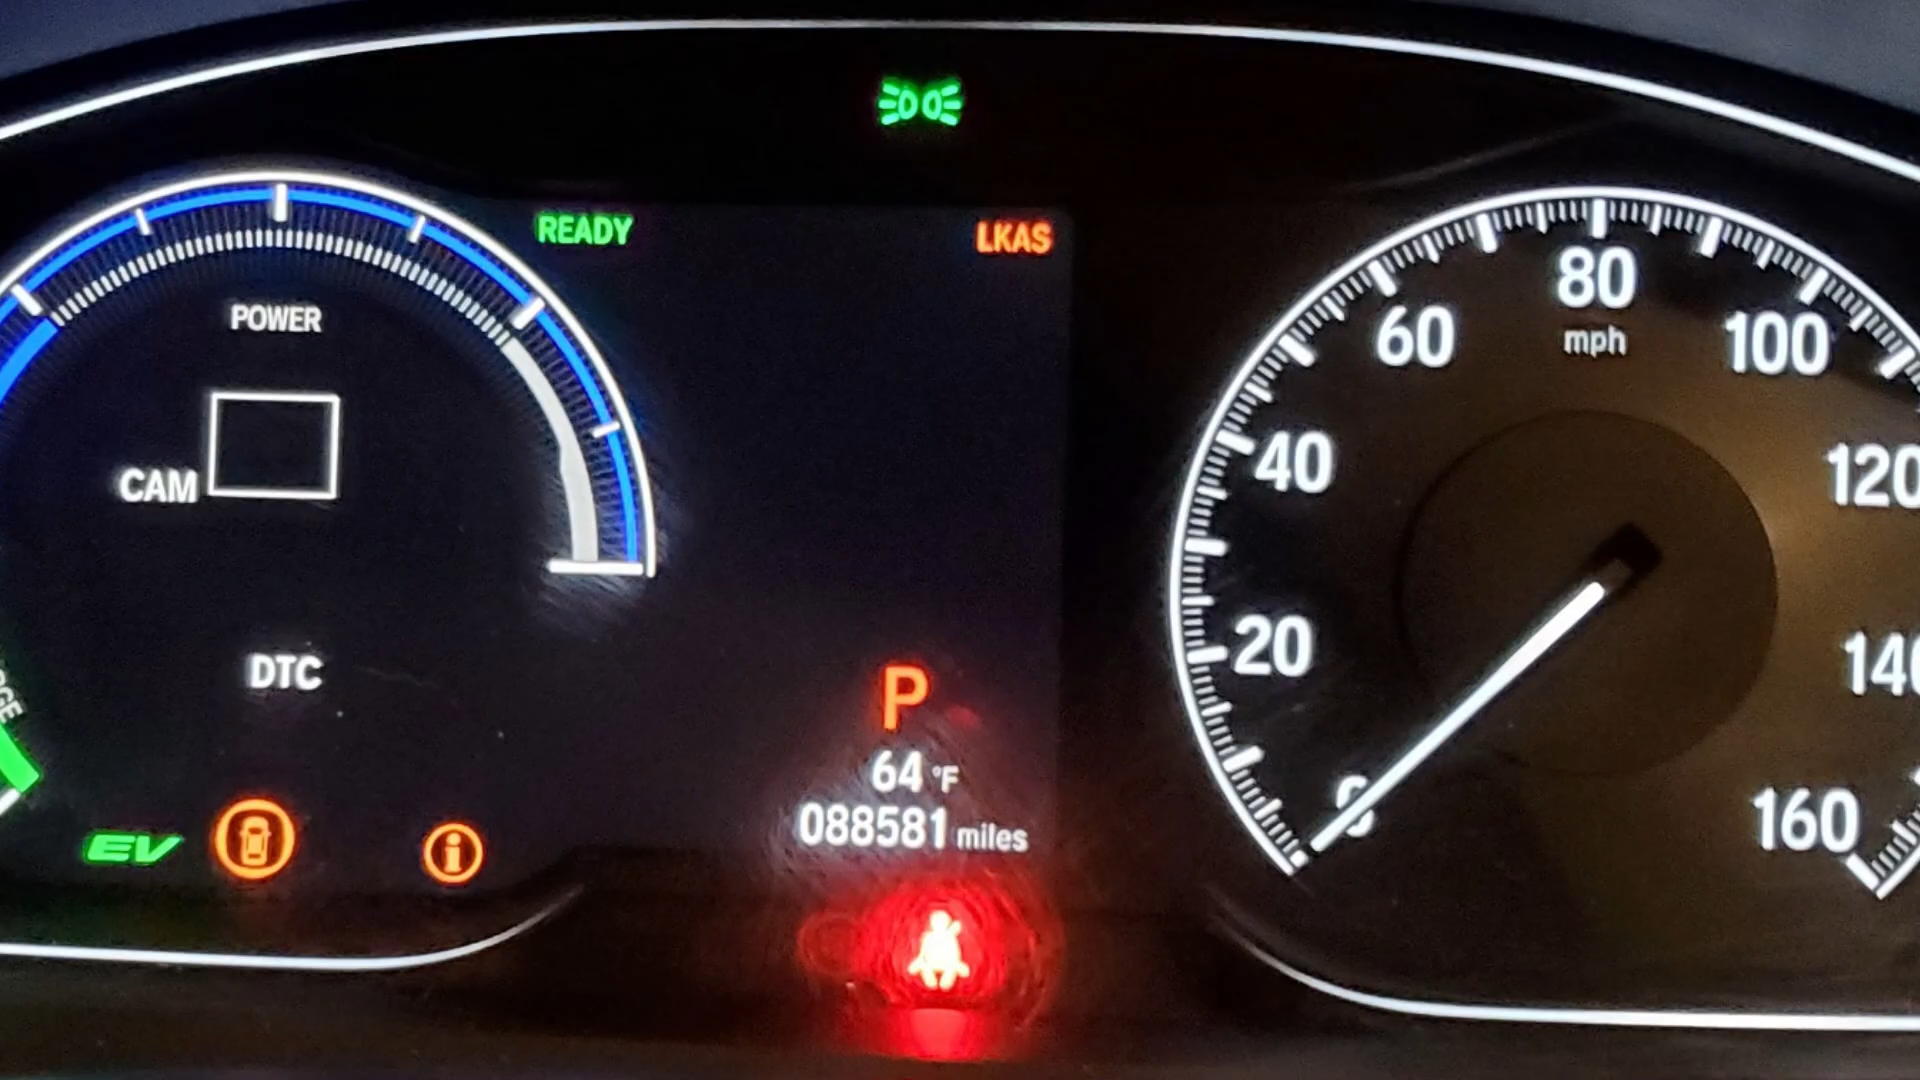 READY
LKAS
POWER
CAM
DTC
EV
P
64 °F
088581 miles
20
40
60
80
mph
100
120
140
160